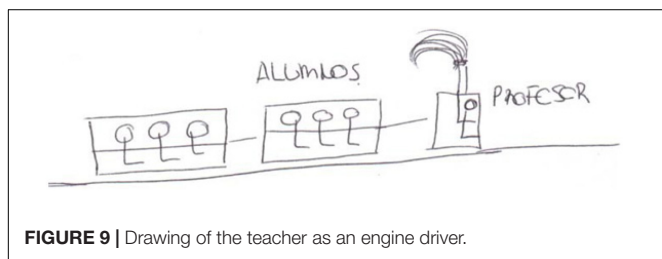 ALUMNOS
PROFESOR
FIGURE 9 | Drawing of the teacher as an engine driver.